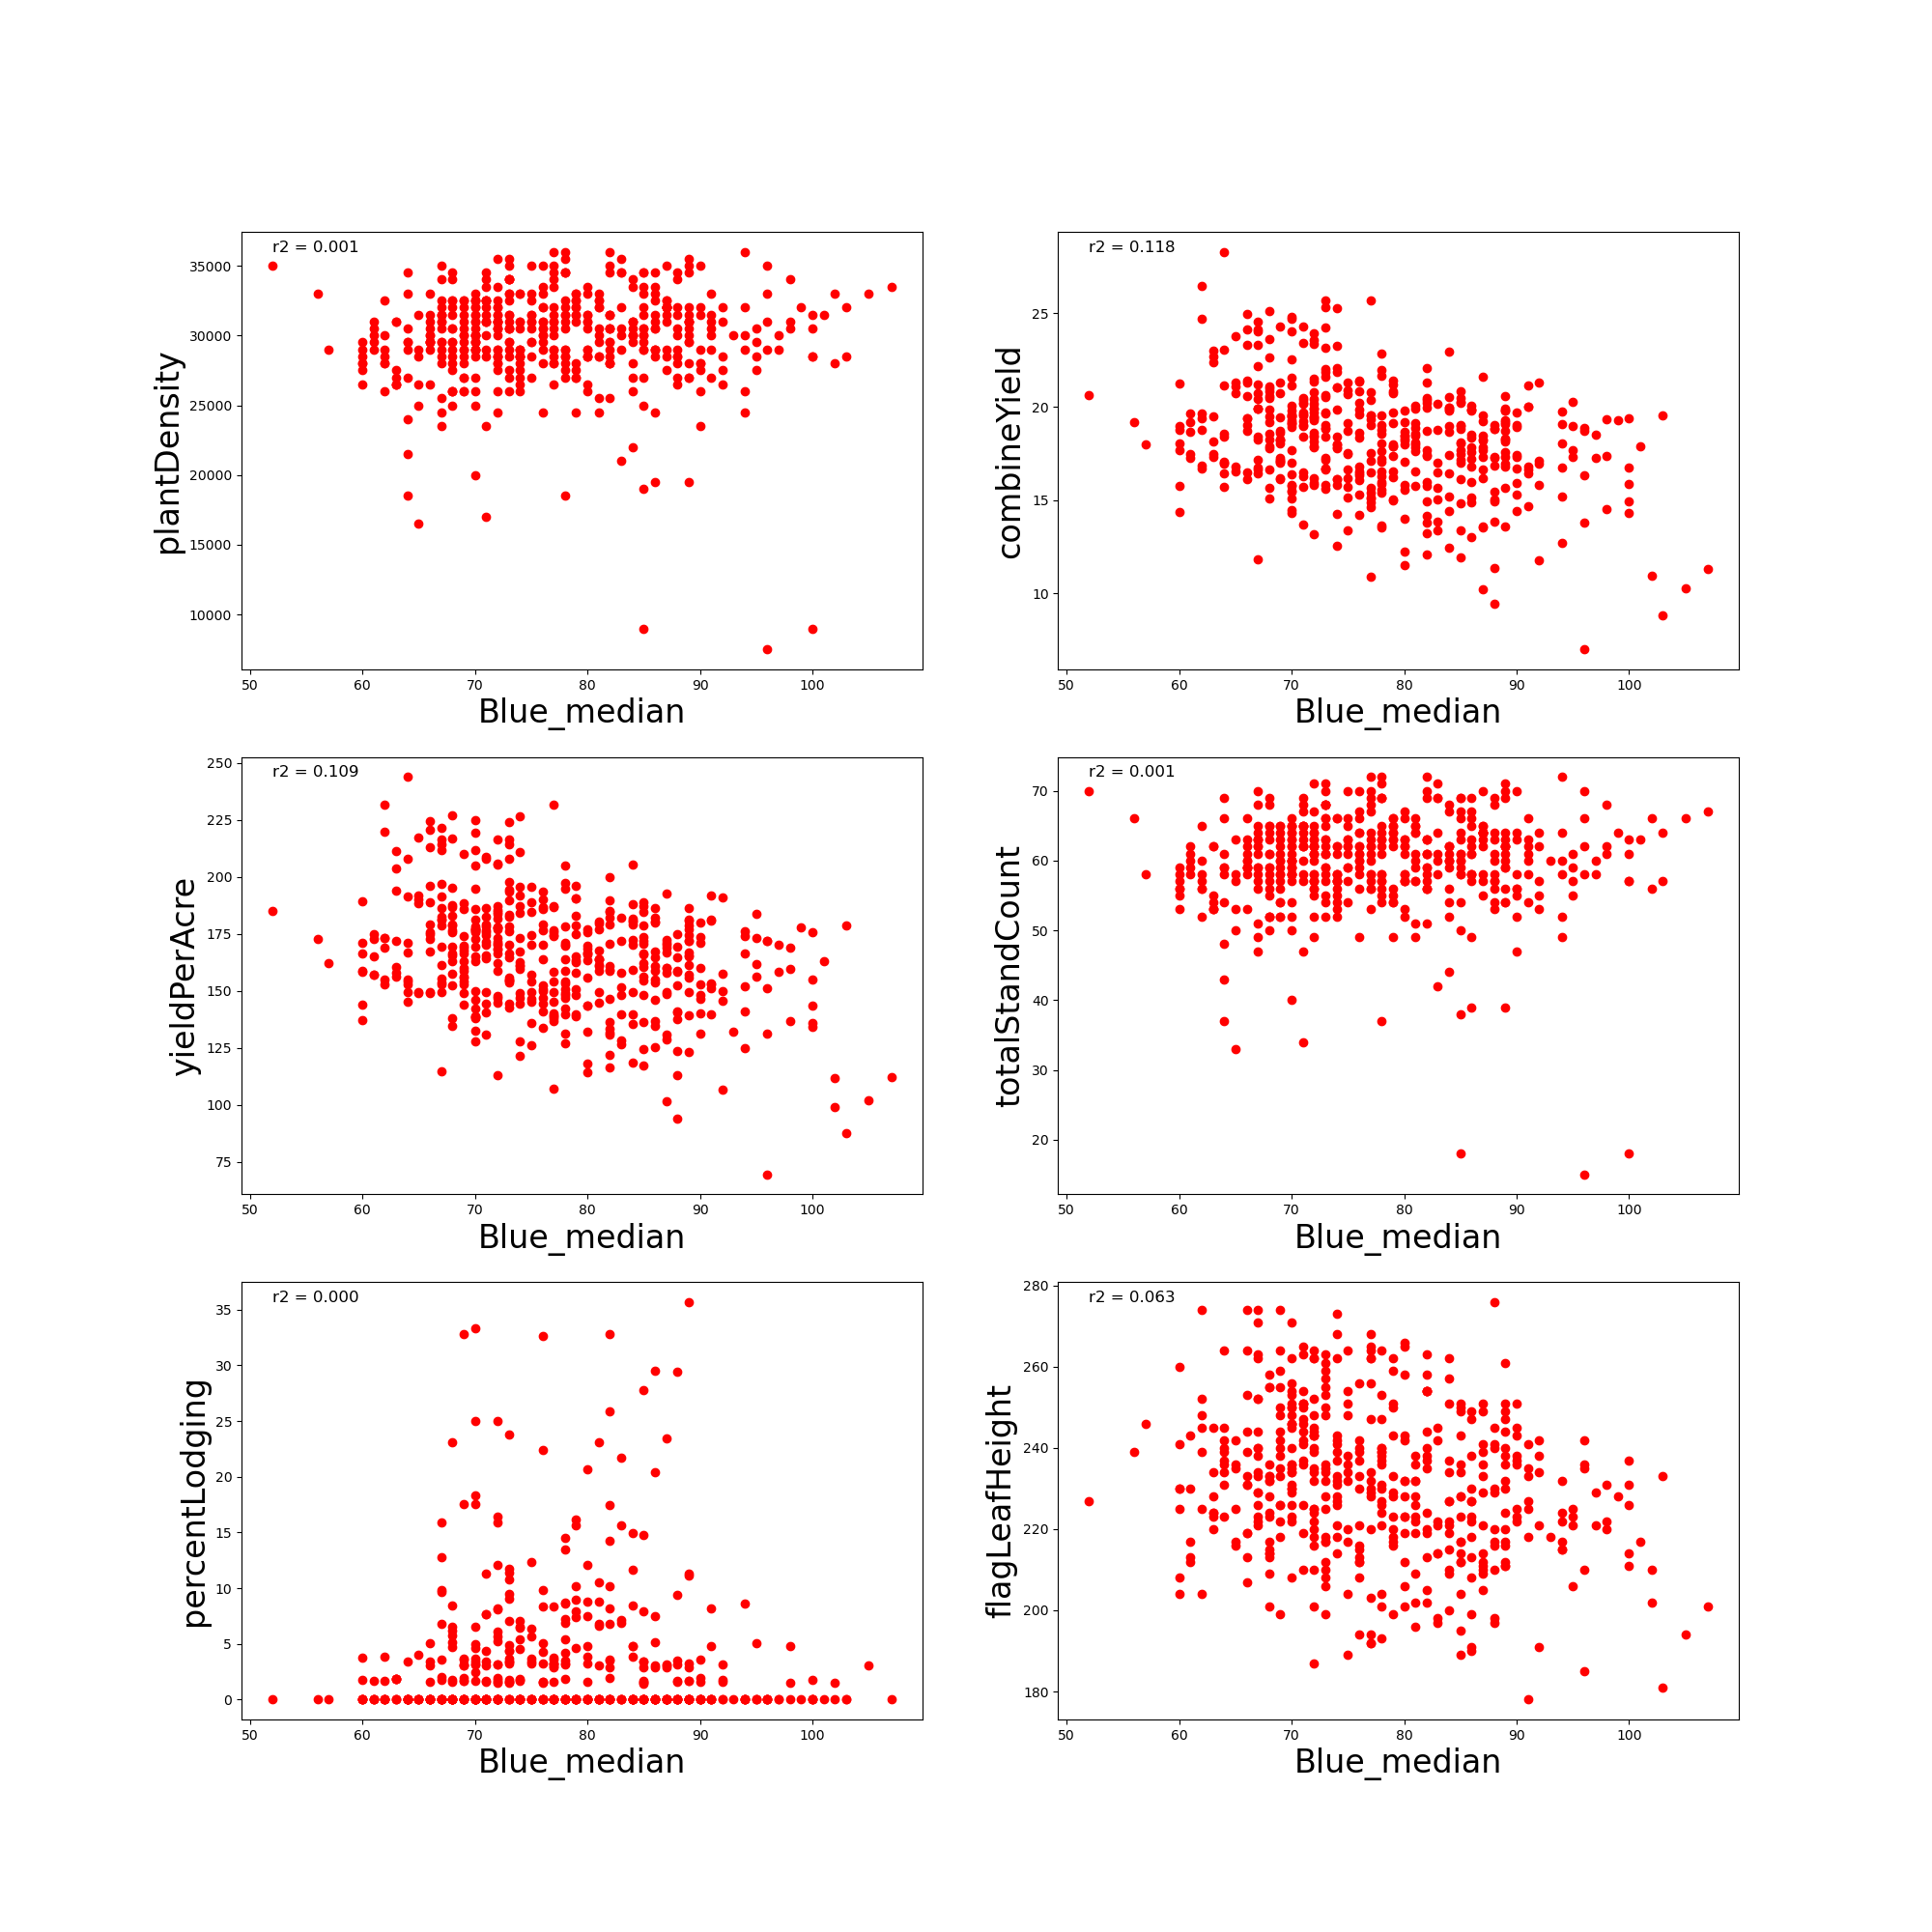 r2 = 0.001
35000
30000
25000
20000
15000
10000
plantDensity
50 60 70 80 90 100
Blue_median
r2 = 0.118
25
20
15
10
combineYield
50 60 70 80 90 100
Blue_median
r2 = 0.109
250
225
200
175
150
125
100
75
yieldPerAcre
50 60 70 80 90 100
Blue_median
r2 = 0.001
70
60
50
40
30
20
totalStandCount
50 60 70 80 90 100
Blue_median
r2 = 0.000
35
30
25
20
15
10
5
0
percentLodging
50 60 70 80 90 100
Blue_median
r2 = 0.063
280
260
240
220
200
180
flagLeafHeight
50 60 70 80 90 100
Blue_median